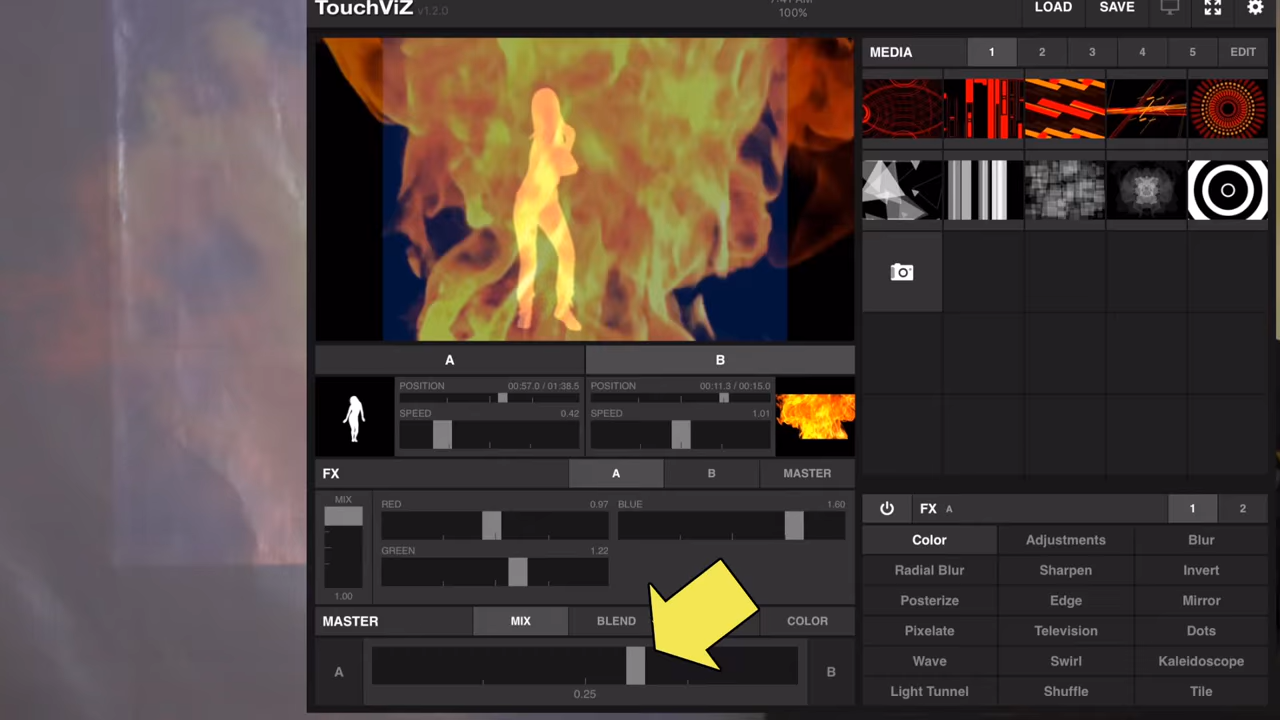 TouchViZ v1.2.0
100%
LOAD SAVE
MEDIA 1 2 3 4 5 EDIT
A B
POSITION 00:57.0 / 01:38.5
SPEED 0.42
POSITION 00:11.3 / 00:15.0
SPEED 1.01
FX A B MASTER
MIX
1.00
RED 0.97
BLUE 1.60
GREEN 1.22
MASTER MIX BLEND COLOR
A B
0.25
FX A 1 2
Color Adjustments Blur
Radial Blur Sharpen Invert
Posterize Edge Mirror
Pixelate Television Dots
Wave Swirl Kaleidoscope
Light Tunnel Shuffle Tile